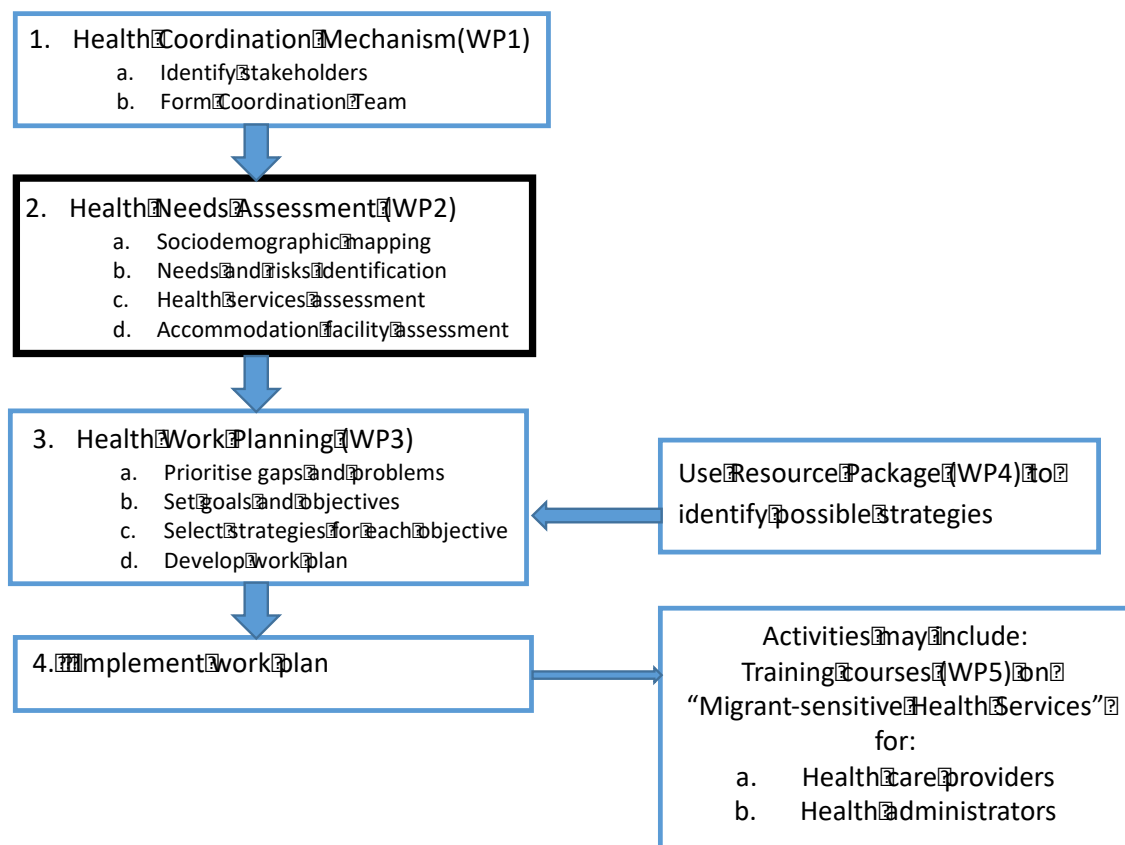 1. Health Coordination Mechanism(WP1)
a. Identify stakeholders
b. Form Coordination Team
2. Health Needs Assessment (WP2)
a. Sociodemographic mapping
b. Needs and risks identification
c. Health services assessment
d. Accommodation facility assessment
3. Health Work Planning (WP3)
a. Prioritise gaps and problems
b. Set goals and objectives
c. Select strategies for each objective
d. Develop work plan
Use Resource Package (WP4) to
identify possible strategies
4. Implement work plan
Activities may include:
Training courses (WP5) on
“Migrant-sensitive Health Services”
for:
a. Health care providers
b. Health administrators